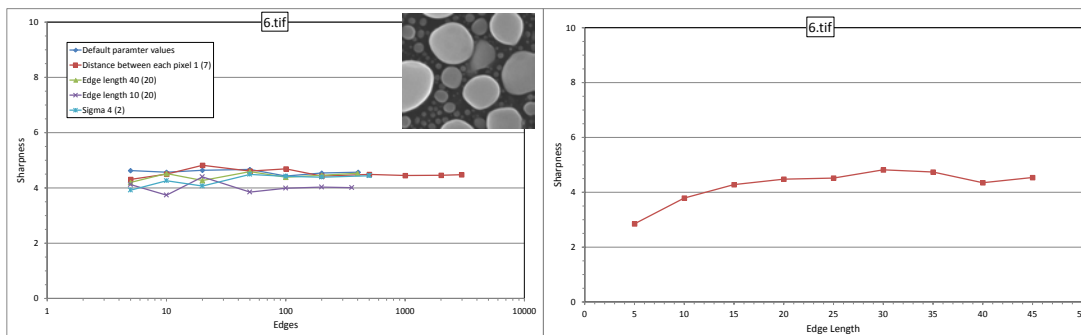 6.tif
10
8
6
4
2
0
Sharpness
Default paramter values
Distance between each pixel 1 (7)
Edge length 40 (20)
Edge length 10 (20)
Sigma 4 (2)
1 10 100 1000 10000
Edges
6.tif
10
8
6
4
2
0
Sharpness
0 5 10 15 20 25 30 35 40 45
Edge Length